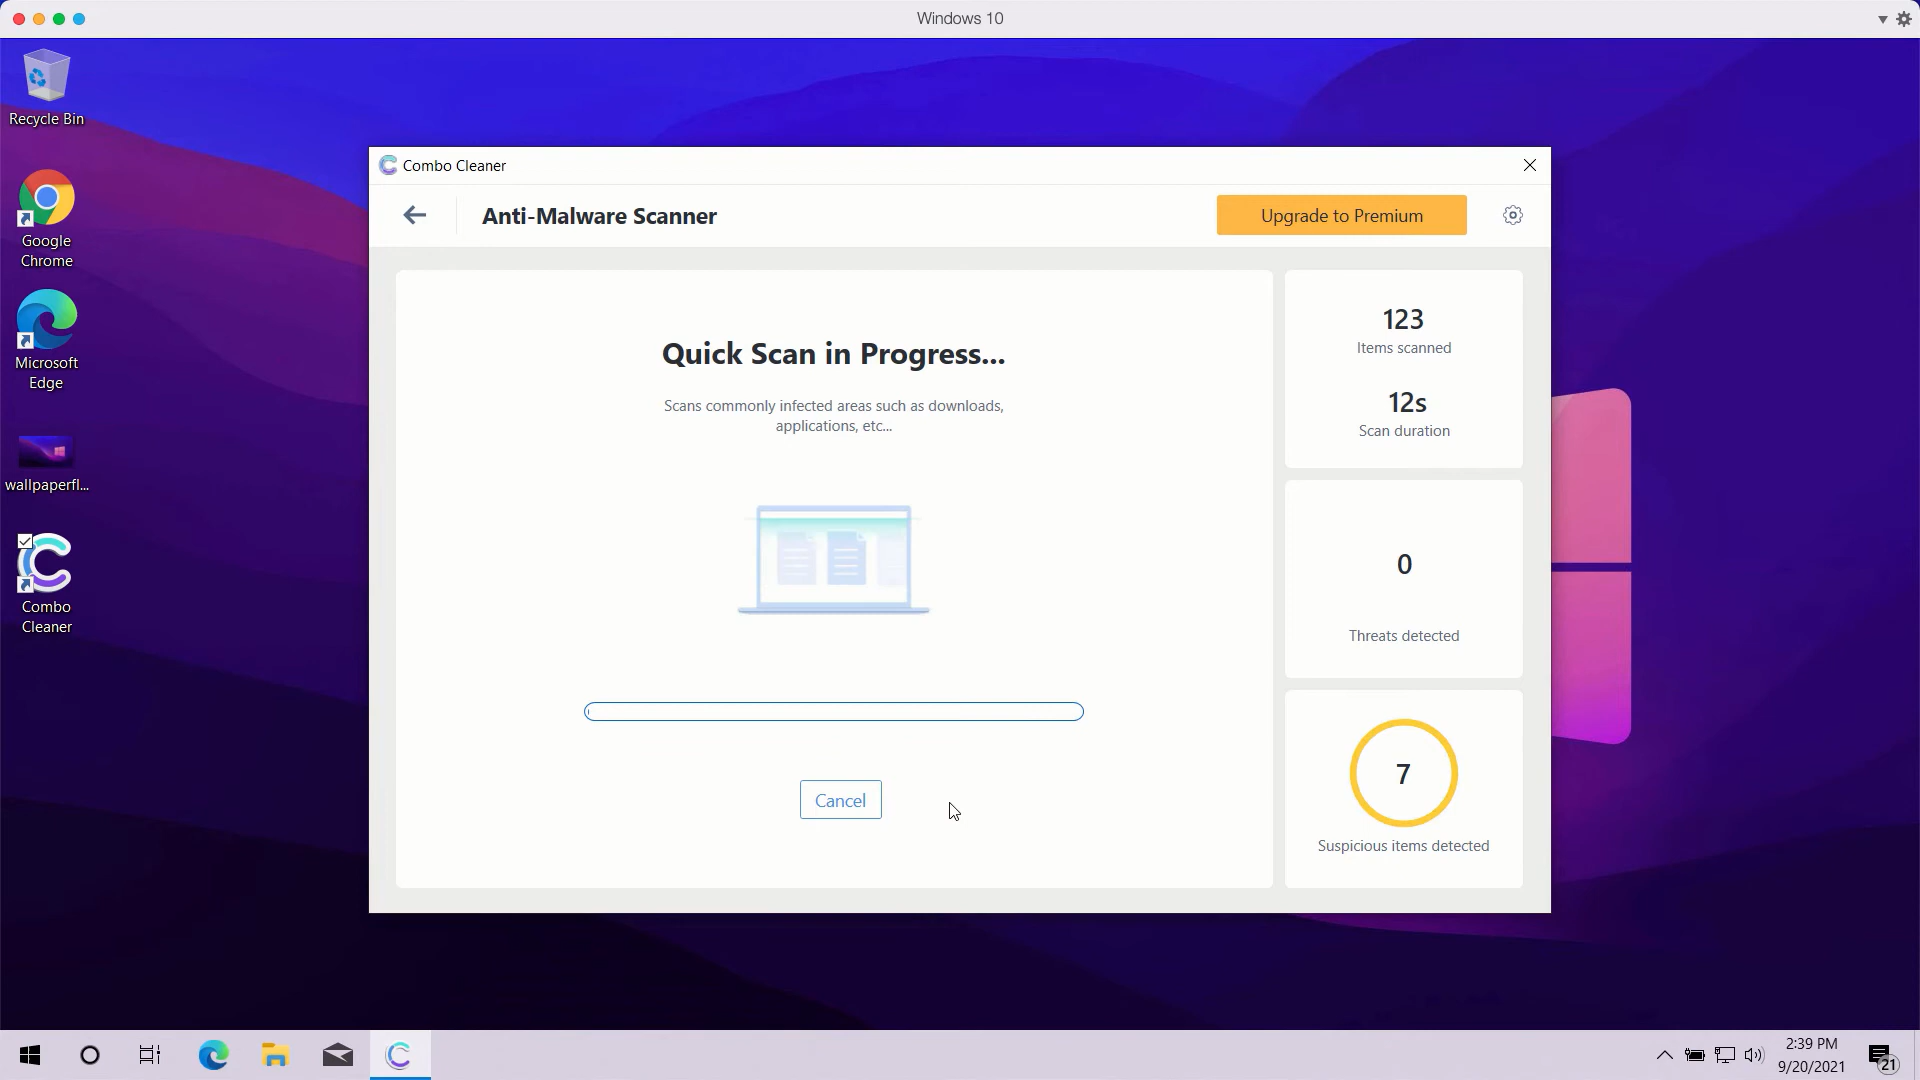 Windows 10
Recycle Bin
Google
Chrome
Microsoft
Edge
wallpaperfl...
Combo
Cleaner
Combo Cleaner
Anti-Malware Scanner
Upgrade to Premium
Quick Scan in Progress...
Scans commonly infected areas such as downloads,
applications, etc...
Cancel
123
Items scanned
12s
Scan duration
0
Threats detected
7
Suspicious items detected
2:39 PM
9/20/2021
21